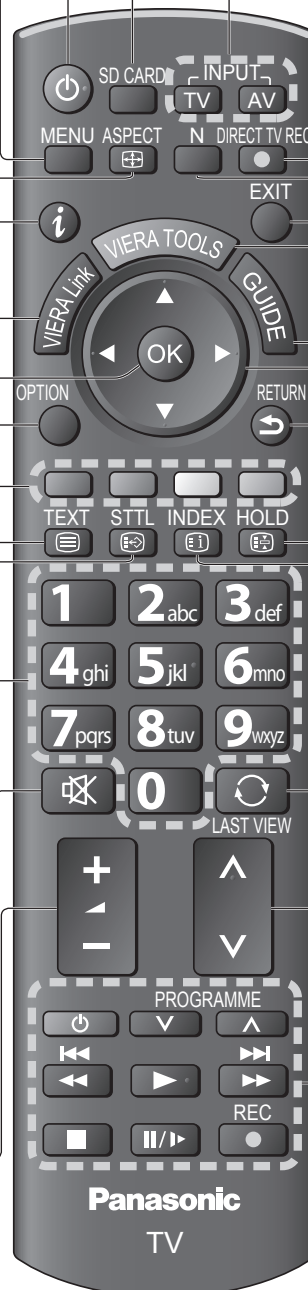 SD CARD INPUT
TV AV
MENU ASPECT N DIRECT TV REC
EXIT
i
VIERA TOOLS
VIERA Link
GUIDE
OK
OPTION RETURN
TEXT STTL INDEX HOLD
1 2abc 3def
4ghi 5jkl 6mno
7pqrs 8tuv 9wxyz
0
LAST VIEW
PROGRAMME
REC
Panasonic
TV